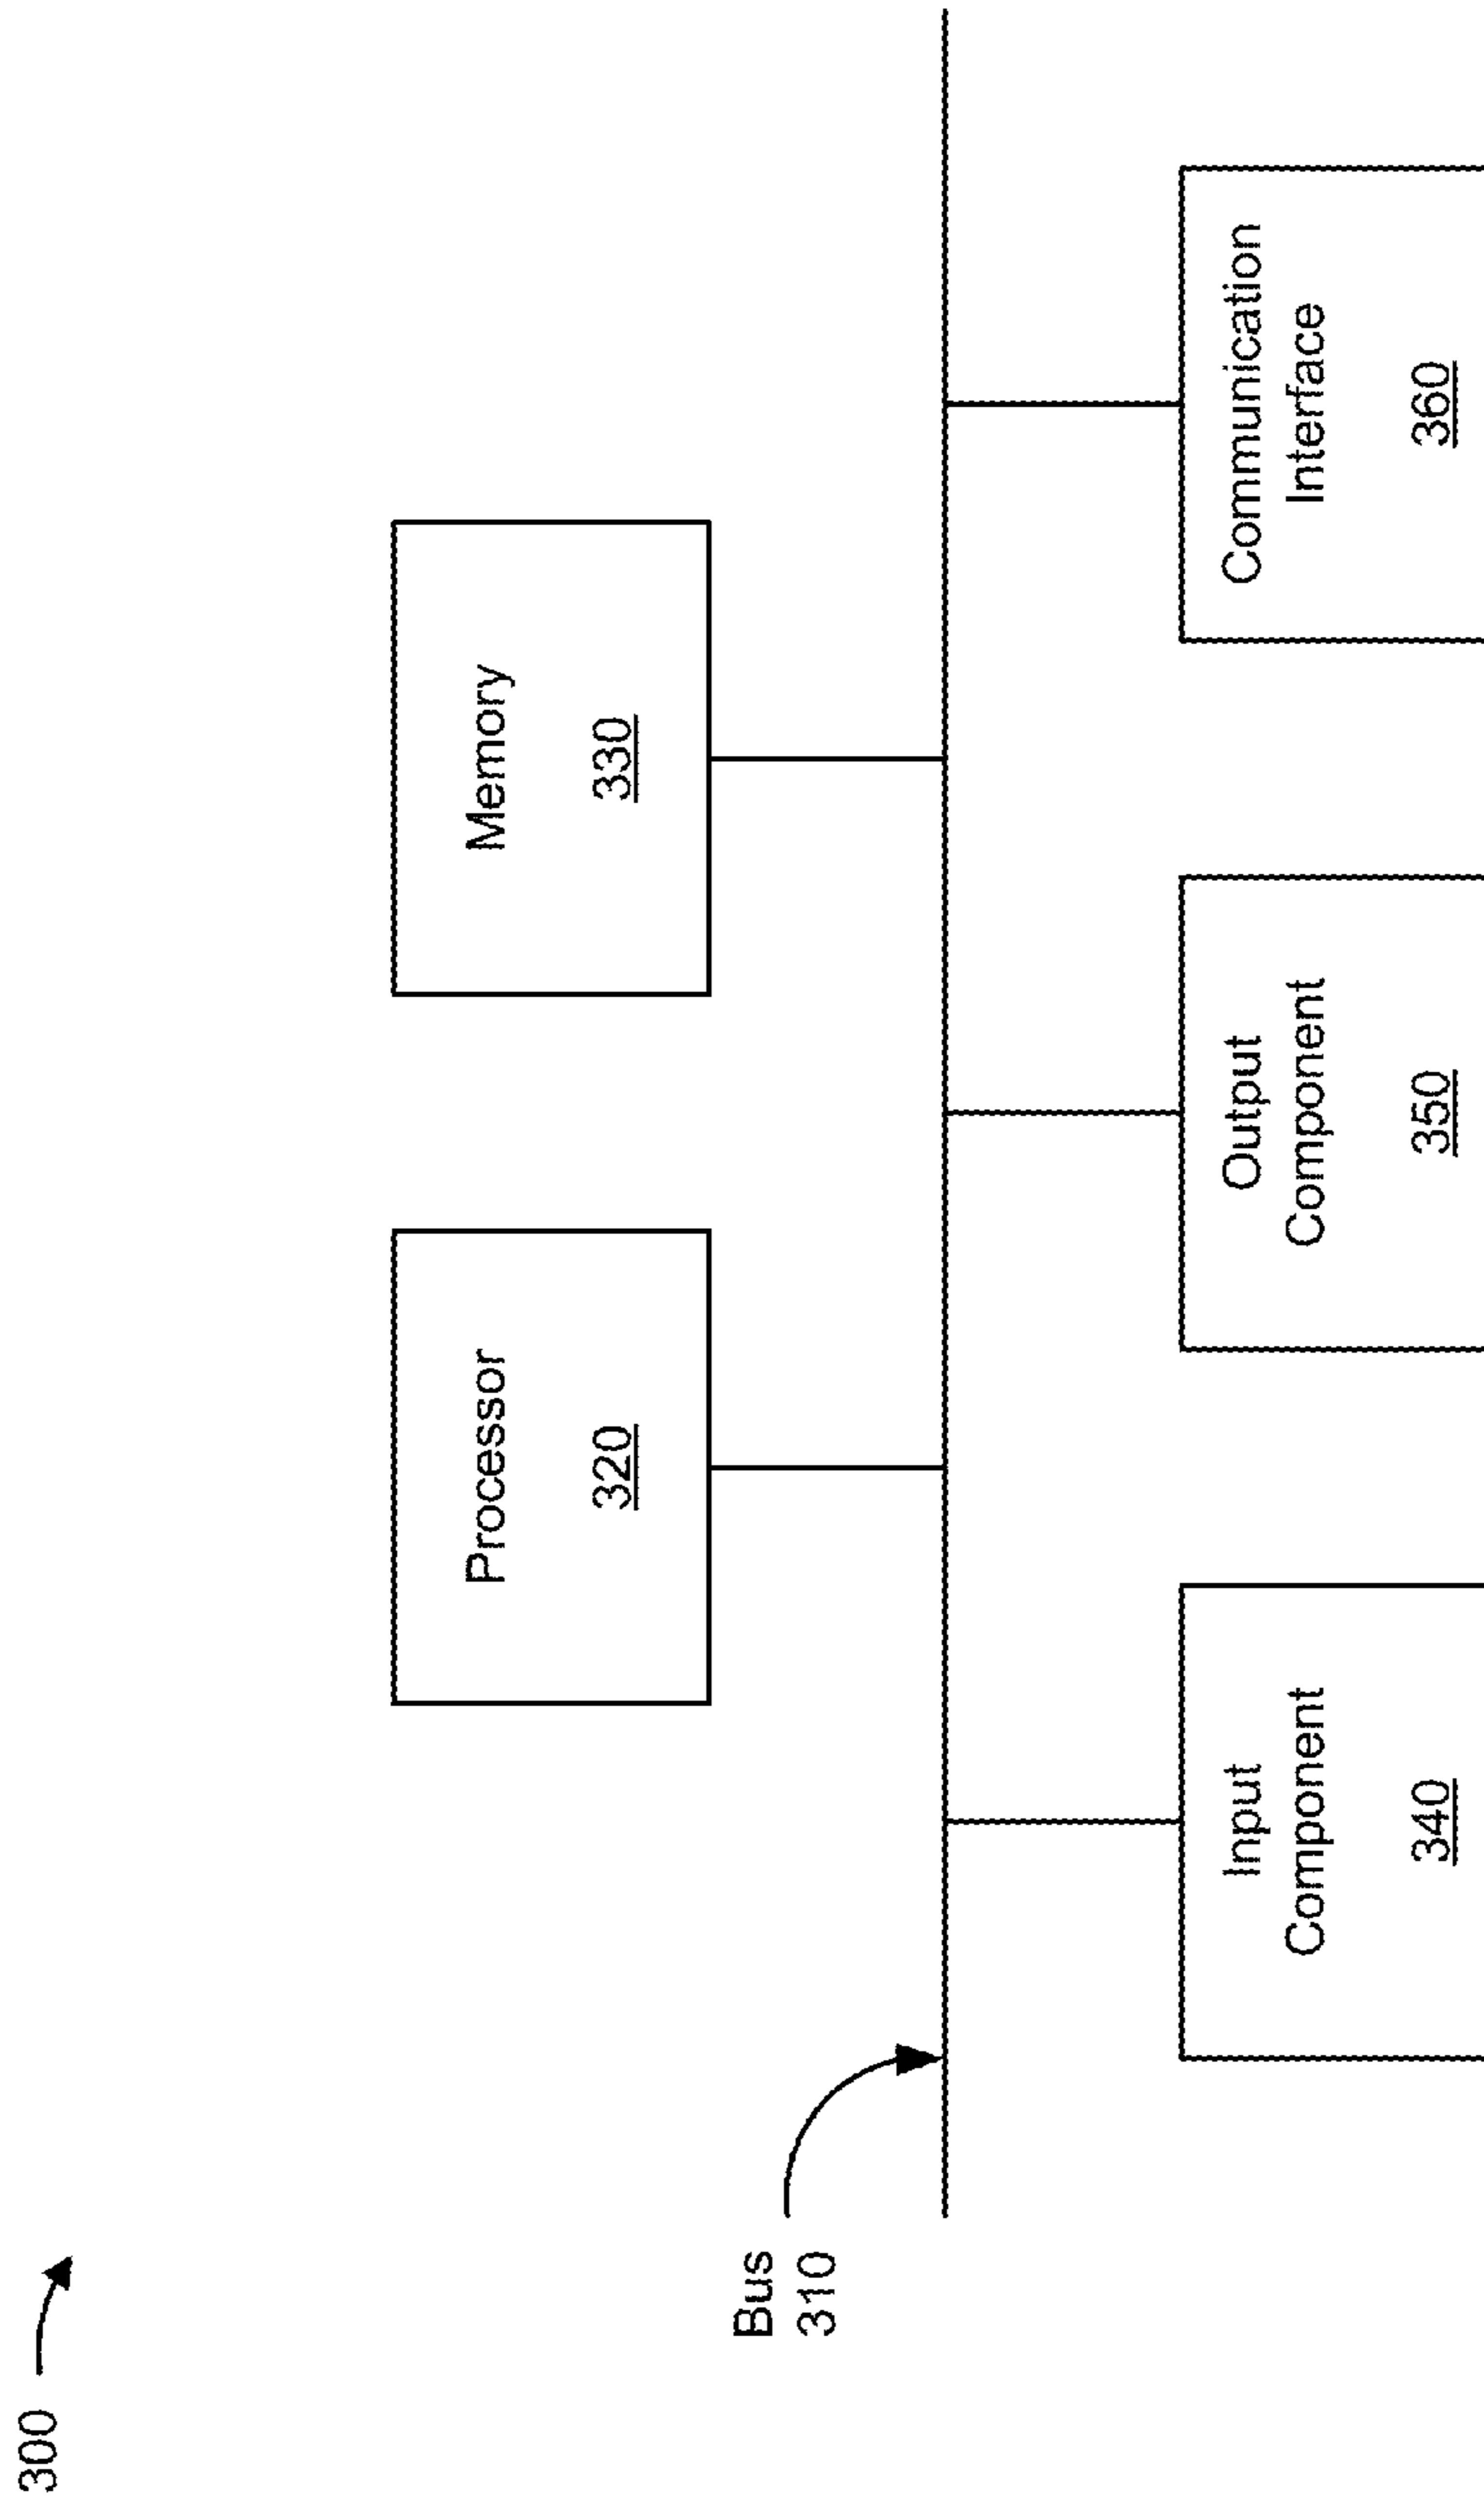 300
Processor
320
Memory
330
Bus
310
Input
Component
340
Output
Component
350
Communication
Interface
360